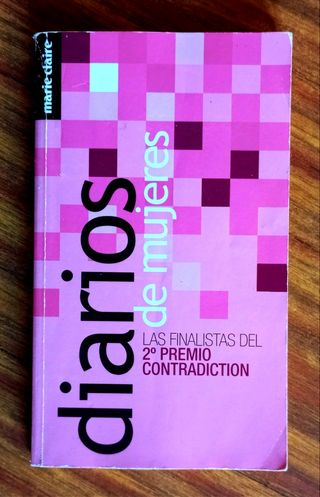 marie claire
diarios
de mujeres
LAS FINALISTAS DEL
2º PREMIO
CONTRADICTION